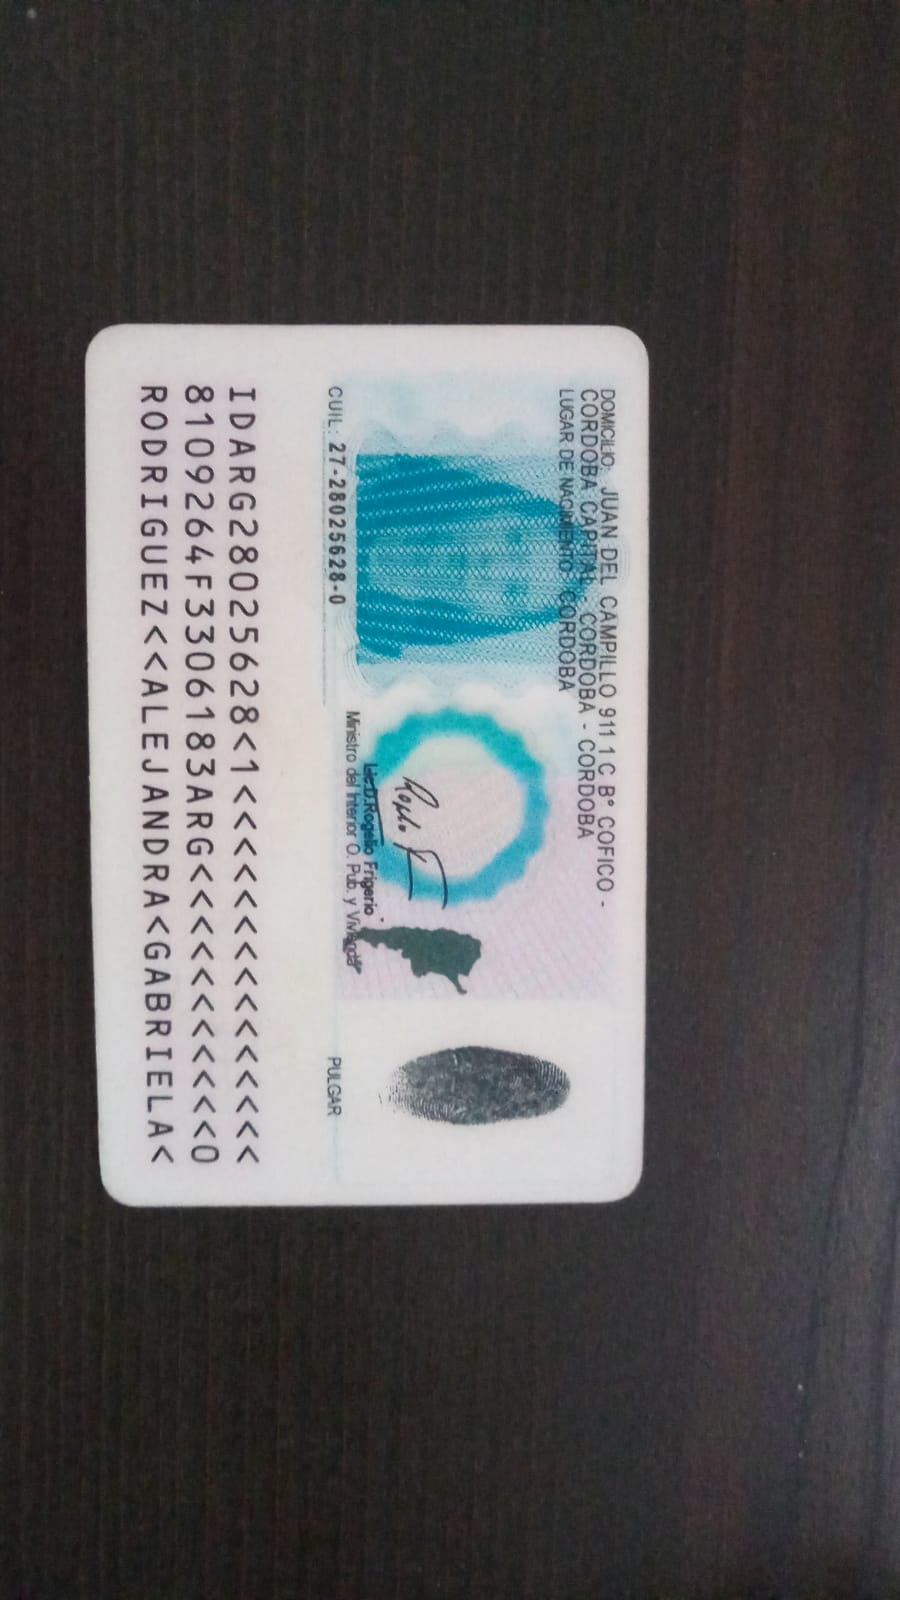 DOMICILIO: JUAN DEL CAMPILLO 911 1 C B° COFICO -
CORDOBA CAPITAL - CORDOBA - CORDOBA
LUGAR DE NACIMIENTO: CORDOBA
Lic.D.Rogelio Frigerio
Ministro del Interior O. Pub. y Vivienda
CUIL: 27-28025628-0
PULGAR
IDARG28025628<1<<<<<<<<<<<<<<<
8109264F3306183ARG<<<<<<<<<<<0
RODRIGUEZ<<ALEJANDRA<GABRIELA<